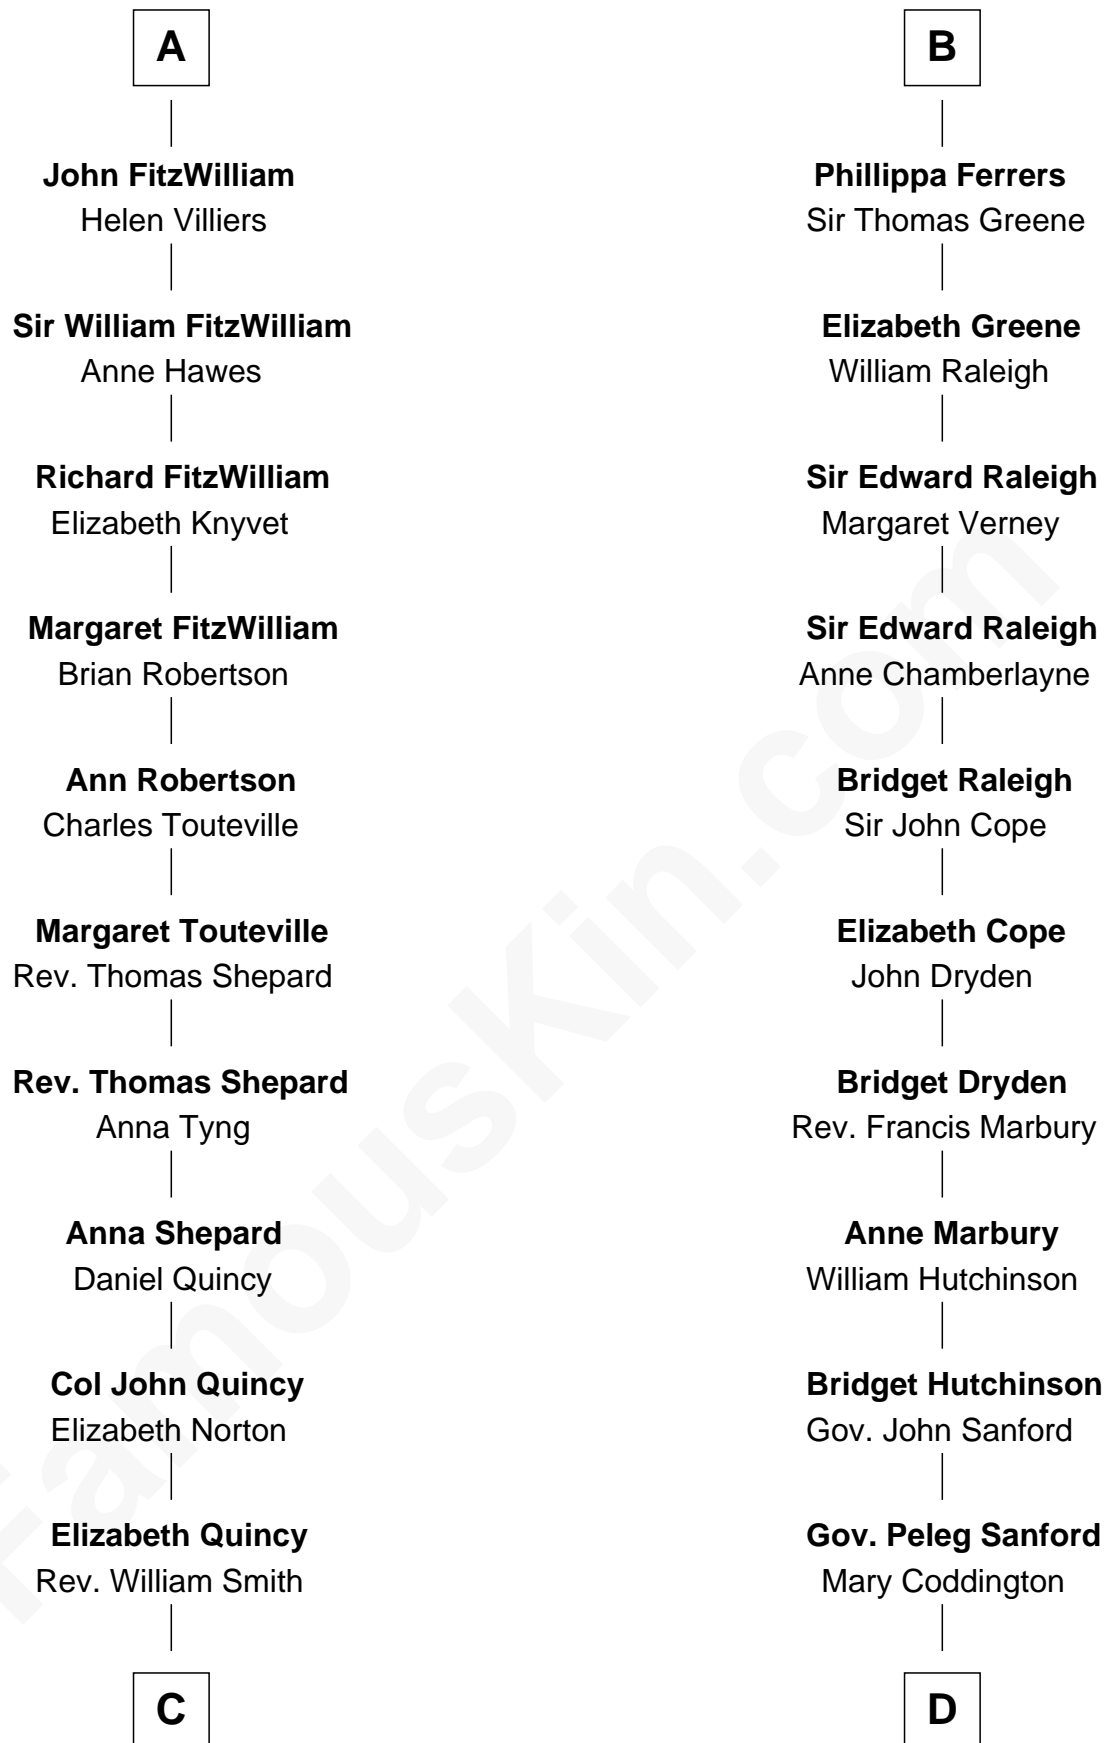 A
John FitzWilliam
Helen Villiers
Sir William FitzWilliam
Anne Hawes
Richard FitzWilliam
Elizabeth Knyvet
Margaret FitzWilliam
Brian Robertson
Ann Robertson
Charles Touteville
Margaret Touteville
Rev. Thomas Shepard
Rev. Thomas Shepard
Anna Tyng
Anna Shepard
Daniel Quincy
Col John Quincy
Elizabeth Norton
Elizabeth Quincy
Rev. William Smith
C
B
Phillippa Ferrers
Sir Thomas Greene
Elizabeth Greene
William Raleigh
Sir Edward Raleigh
Margaret Verney
Sir Edward Raleigh
Anne Chamberlayne
Bridget Raleigh
Sir John Cope
Elizabeth Cope
John Dryden
Bridget Dryden
Rev. Francis Marbury
Anne Marbury
William Hutchinson
Bridget Hutchinson
Gov. John Sanford
Gov. Peleg Sanford
Mary Coddington
D
FamousKin.com